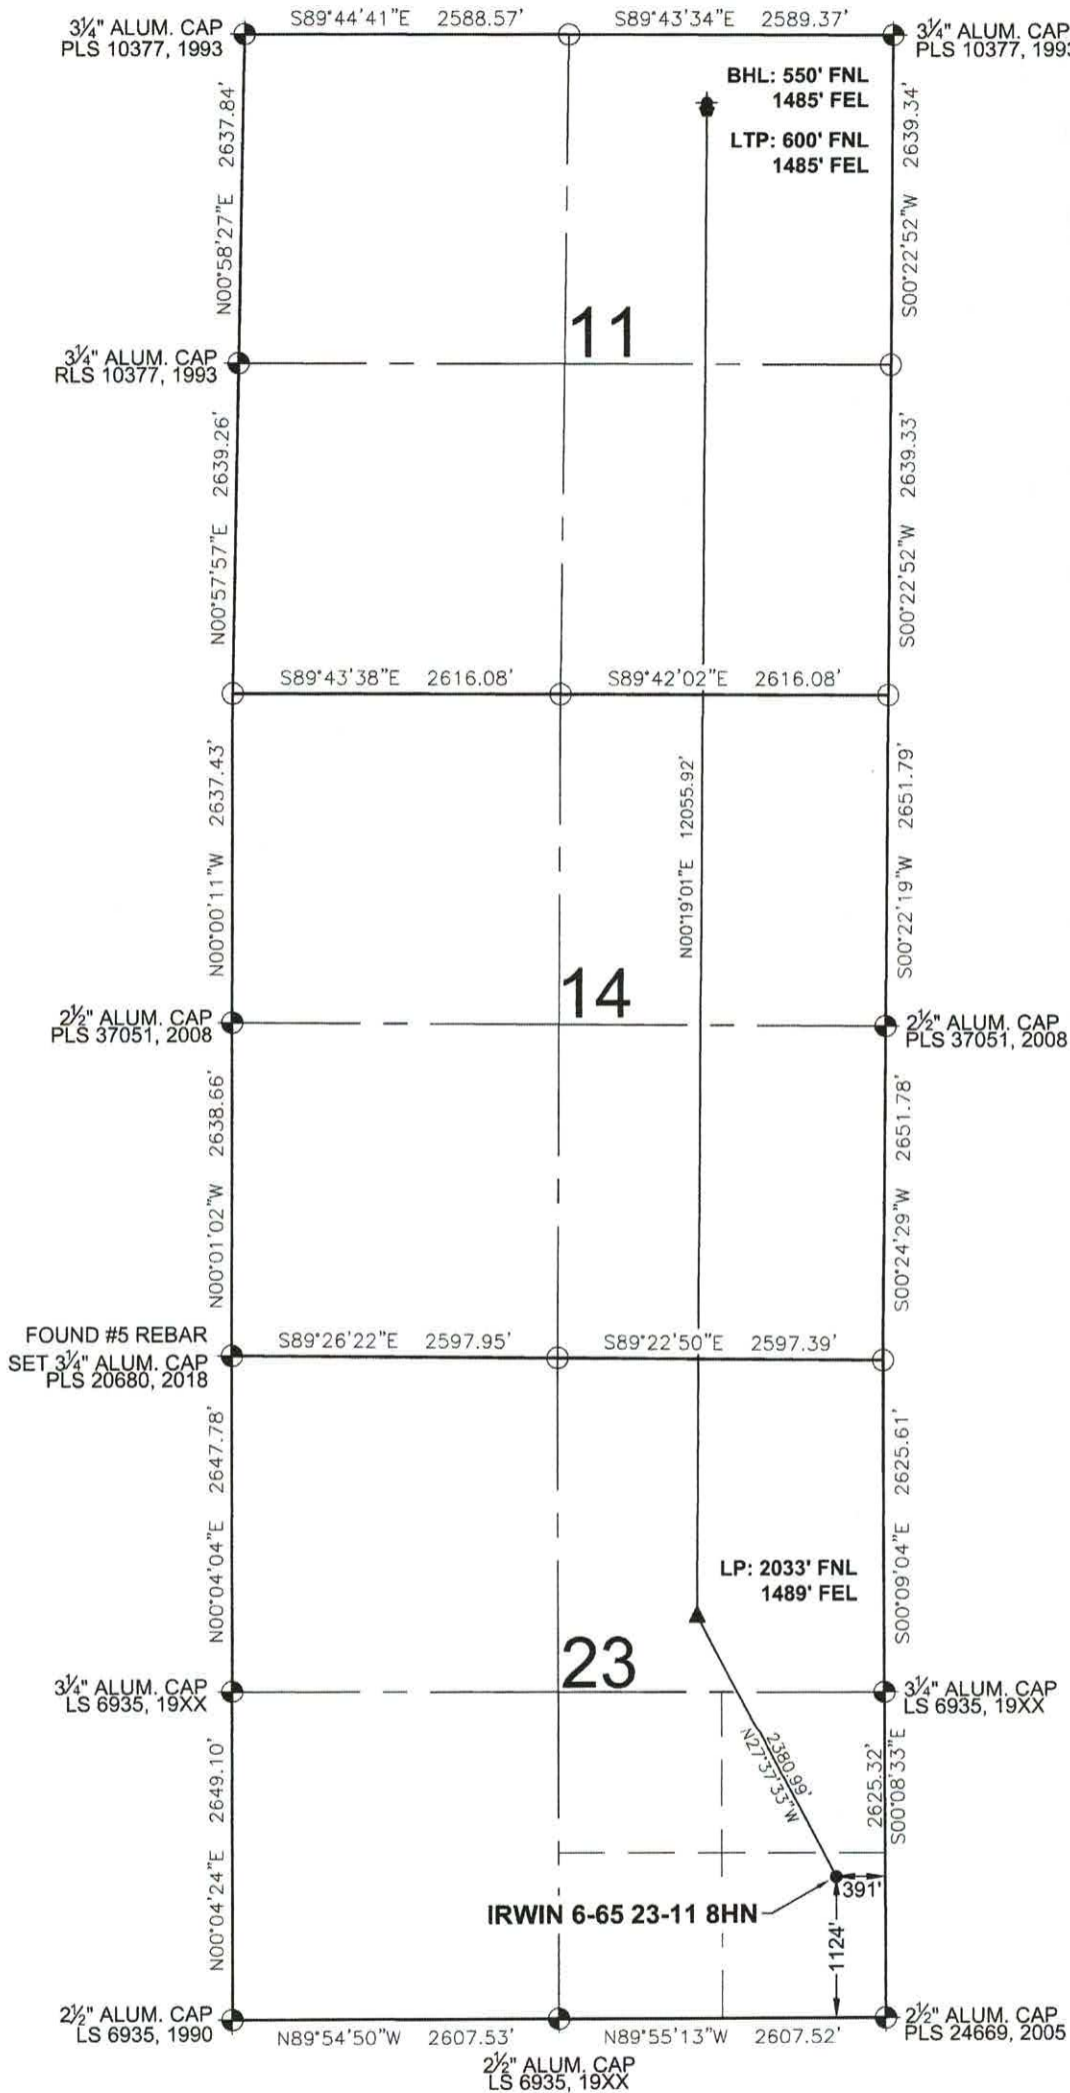 S89°44'41"E 2588.57'
S89°43'34"E 2589.37'
3¼" ALUM. CAP
PLS 10377, 1993
3¼" ALUM. CAP
PLS 10377, 1993
BHL: 550' FNL
1485' FEL
LTP: 600' FNL
1485' FEL
N00°58'27"E 2637.84'
S00°22'52"W 2639.34'
11
3¼" ALUM. CAP
RLS 10377, 1993
N00°57'57"E 2639.26'
S00°22'52"W 2639.33'
S89°43'38"E 2616.08'
S89°42'02"E 2616.08'
N00°00'11"W 2637.43'
N00°19'01"E 12055.92'
S00°22'19"W 2651.79'
14
2½" ALUM. CAP
PLS 37051, 2008
2½" ALUM. CAP
PLS 37051, 2008
N00°01'02"W 2638.66'
S00°24'29"W 2651.78'
FOUND #5 REBAR
SET 3¼" ALUM. CAP
PLS 20680, 2018
S89°26'22"E 2597.95'
S89°22'50"E 2597.39'
N00°04'04"E 2647.78'
S00°09'04"E 2625.61'
LP: 2033' FNL
1489' FEL
23
3¼" ALUM. CAP
LS 6935, 19XX
3¼" ALUM. CAP
LS 6935, 19XX
N00°04'24"E 2649.10'
2380.99'
N27°37'33"W
2625.32'
S00°08'33"E
391'
IRWIN 6-65 23-11 8HN
1124'
2½" ALUM. CAP
LS 6935, 1990
N89°54'50"W 2607.53'
N89°55'13"W 2607.52'
2½" ALUM. CAP
PLS 24669, 2005
2½" ALUM. CAP
LS 6935, 19XX